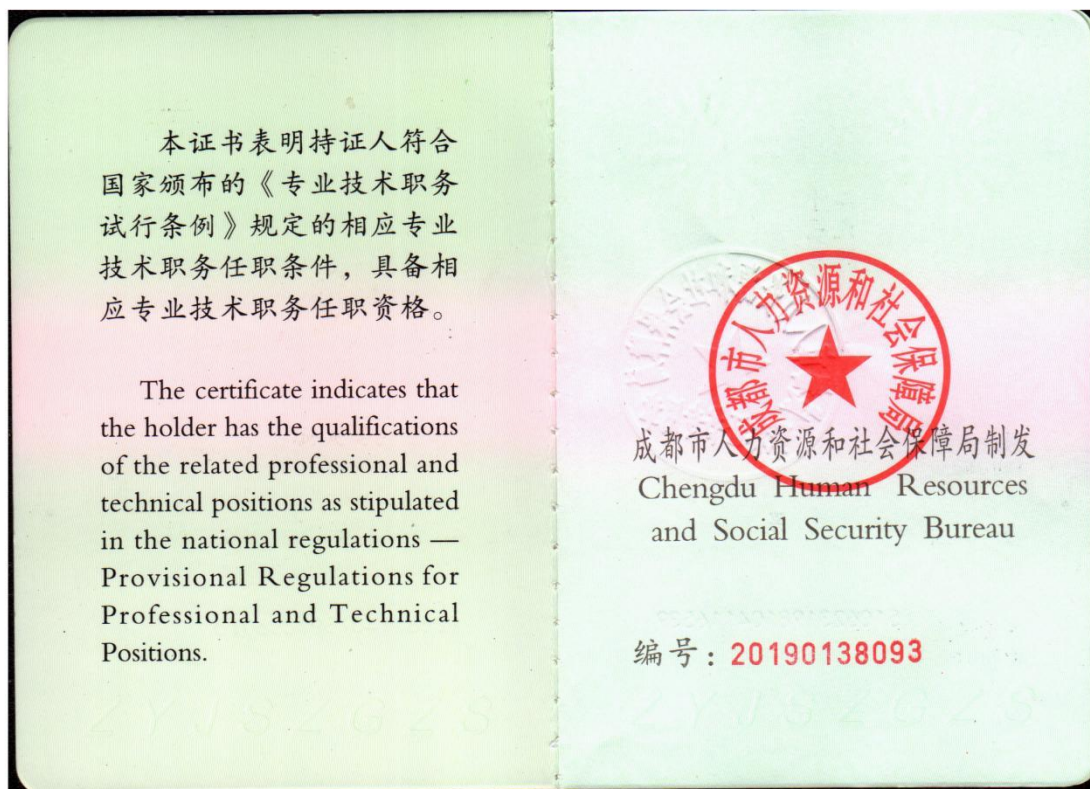 本证书表明持证人符合
国家颁布的《专业技术职务
试行条例》规定的相应专业
技术职务任职条件，具备相
应专业技术职务任职资格。
The certificate indicates that
the holder has the qualifications
of the related professional and
technical positions as stipulated
in the national regulations —
Provisional Regulations for
Professional and Technical
Positions.
ZYJSZGZS
成都市人力资源和社会保障局
成都市人力资源和社会保障局制发
Chengdu Human Resources
and Social Security Bureau
编号：20190138093
ZYJSZGZS